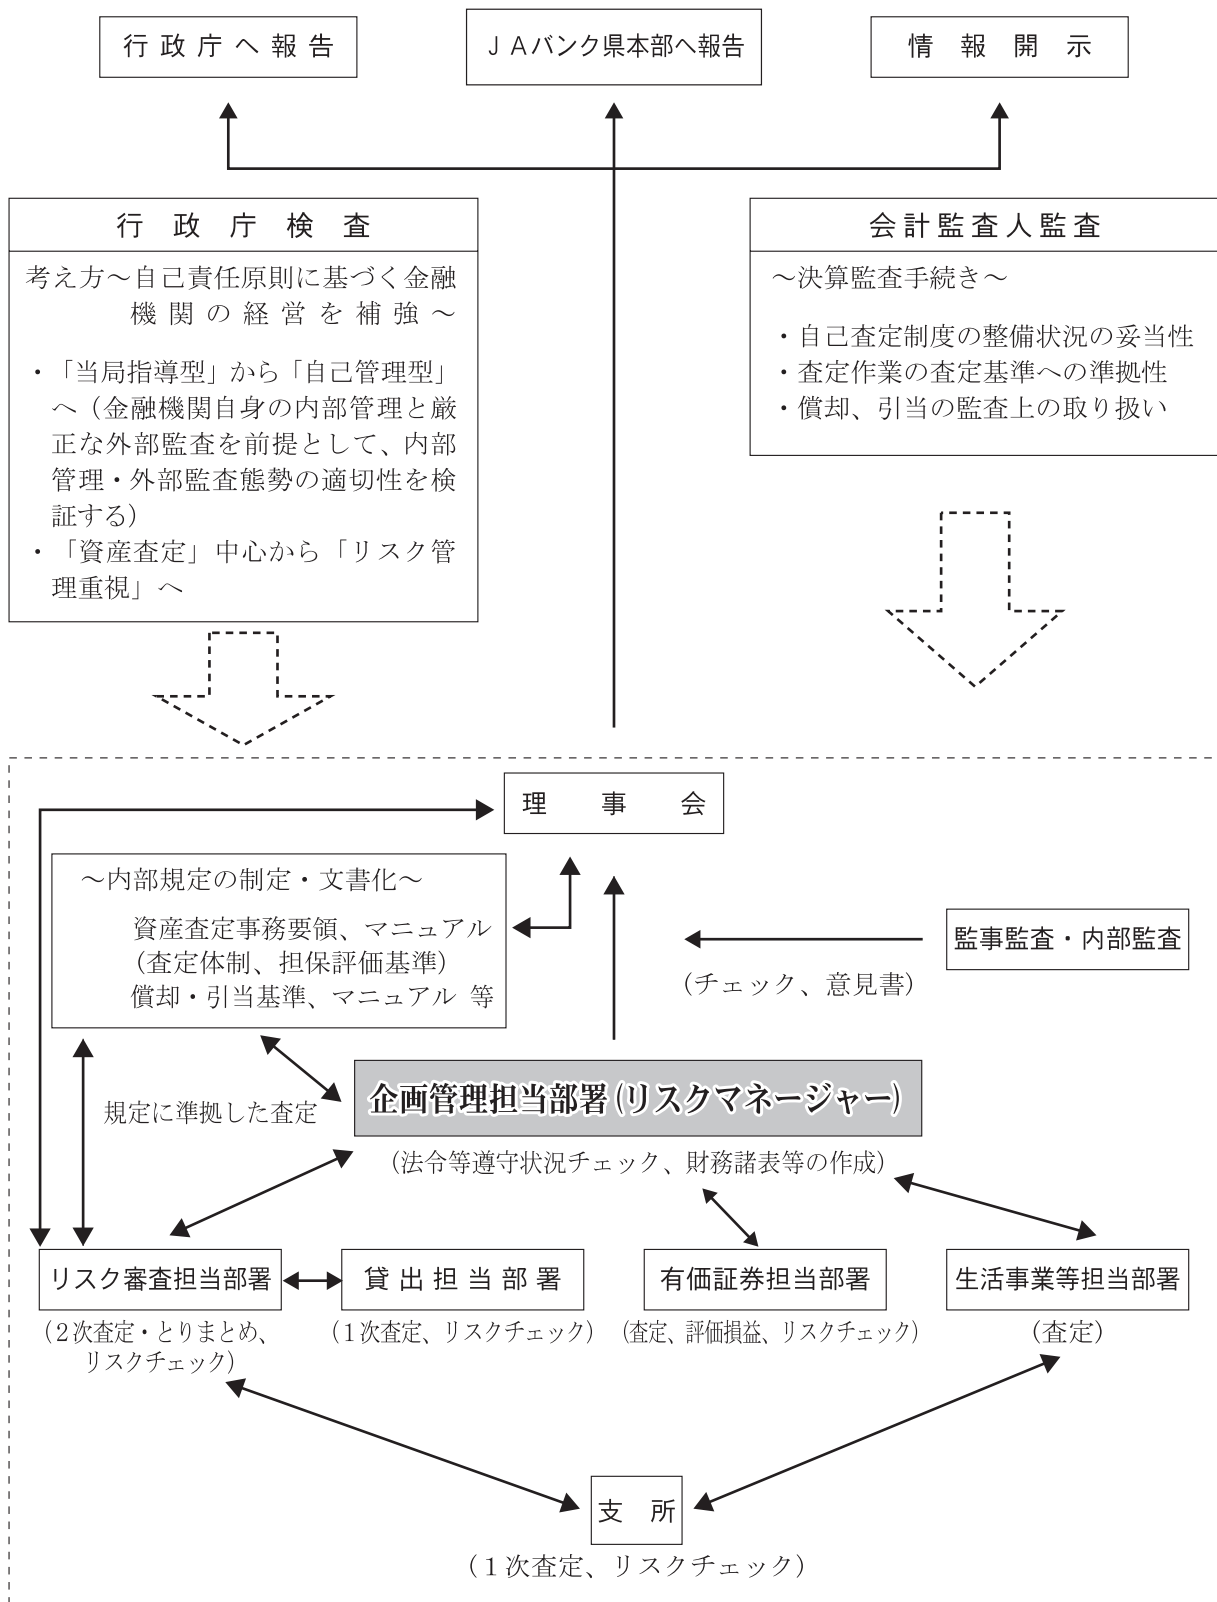 行政庁へ報告
ＪＡバンク県本部へ報告
情報開示
行政庁検査
考え方～自己責任原則に基づく金融
機関の経営を補強～
・「当局指導型」から「自己管理型」
へ（金融機関自身の内部管理と厳
正な外部監査を前提として、内部
管理・外部監査態勢の適切性を検
証する）
・「資産査定」中心から「リスク管
理重視」へ
会計監査人監査
～決算監査手続き～
・自己査定制度の整備状況の妥当性
・査定作業の査定基準への準拠性
・償却、引当の監査上の取り扱い
理事会
～内部規定の制定・文書化～
資産査定事務要領、マニュアル
（査定体制、担保評価基準）
償却・引当基準、マニュアル 等
監事監査・内部監査
（チェック、意見書）
企画管理担当部署（リスクマネージャー）
規定に準拠した査定
（法令等遵守状況チェック、財務諸表等の作成）
リスク審査担当部署
（２次査定・とりまとめ、
リスクチェック）
貸出担当部署
（１次査定、リスクチェック）
有価証券担当部署
（査定、評価損益、リスクチェック）
生活事業等担当部署
（査定）
支所
（１次査定、リスクチェック）